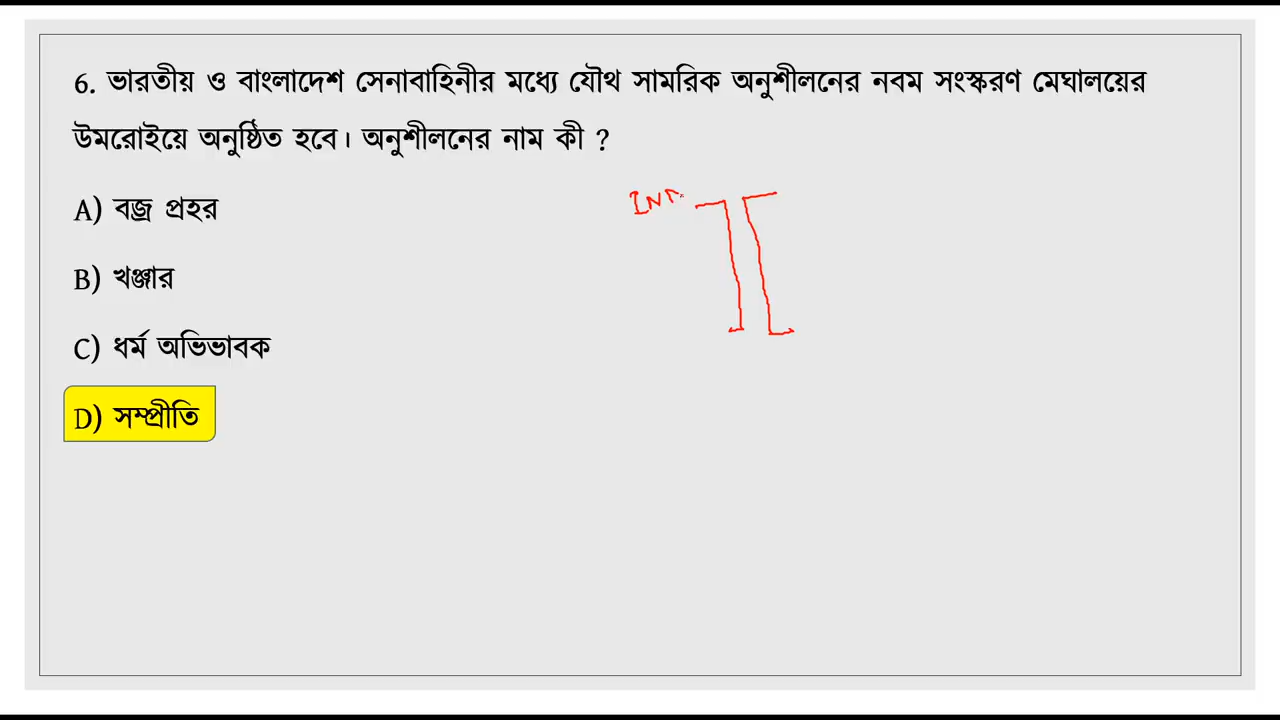 6. ভারতীয় ও বাংলাদেশ সেনাবাহিনীর মধ্যে যৌথ সামরিক অনুশীলনের নবম সংস্করণ মেঘালয়ের
উমরোইয়ে অনুষ্ঠিত হবে। অনুশীলনের নাম কী ?
A) বজ্র প্রহর
B) খঞ্জার
C) ধর্ম অভিভাবক
D) সম্প্রীতি